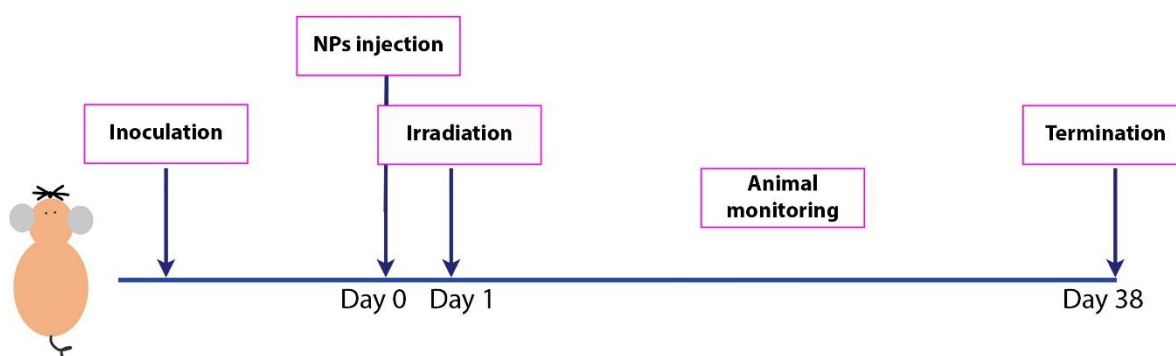 NPs injection
Inoculation
Irradiation
Termination
Animal
monitoring
Day 0
Day 1
Day 38